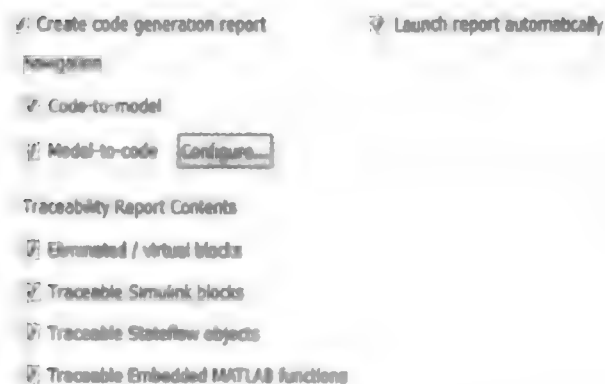 Create code generation report Launch report automatically
Navigation
Code-to-model
Model-to-code Configure...
Traceability Report Contents
Eliminated / virtual blocks
Traceable Simulink blocks
Traceable Stateflow objects
Traceable Embedded MATLAB functions